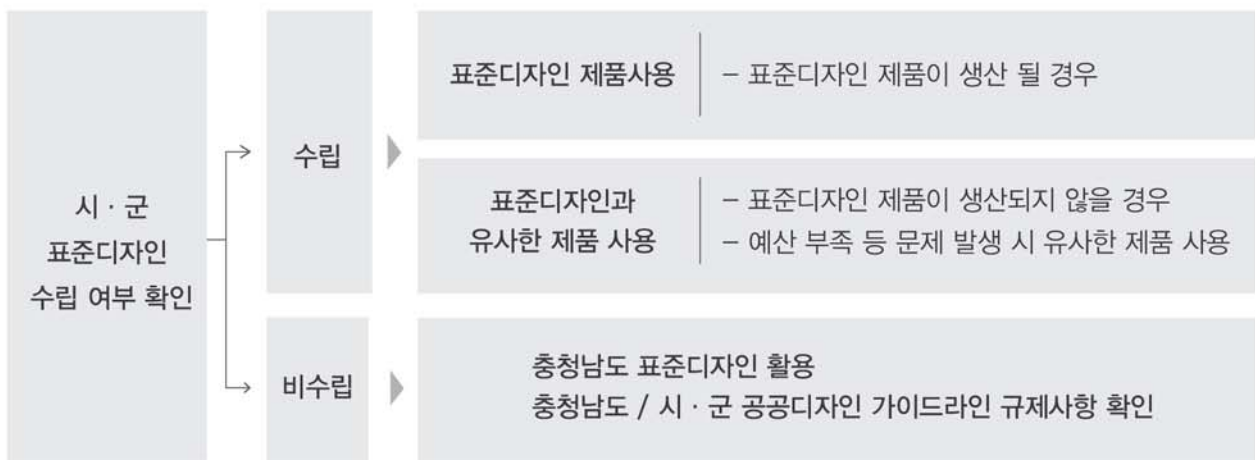 시 · 군
표준디자인
수립 여부 확인
수립
표준디자인 제품사용
– 표준디자인 제품이 생산 될 경우
표준디자인과
유사한 제품 사용
– 표준디자인 제품이 생산되지 않을 경우
– 예산 부족 등 문제 발생 시 유사한 제품 사용
비수립
충청남도 표준디자인 활용
충청남도 / 시 · 군 공공디자인 가이드라인 규제사항 확인